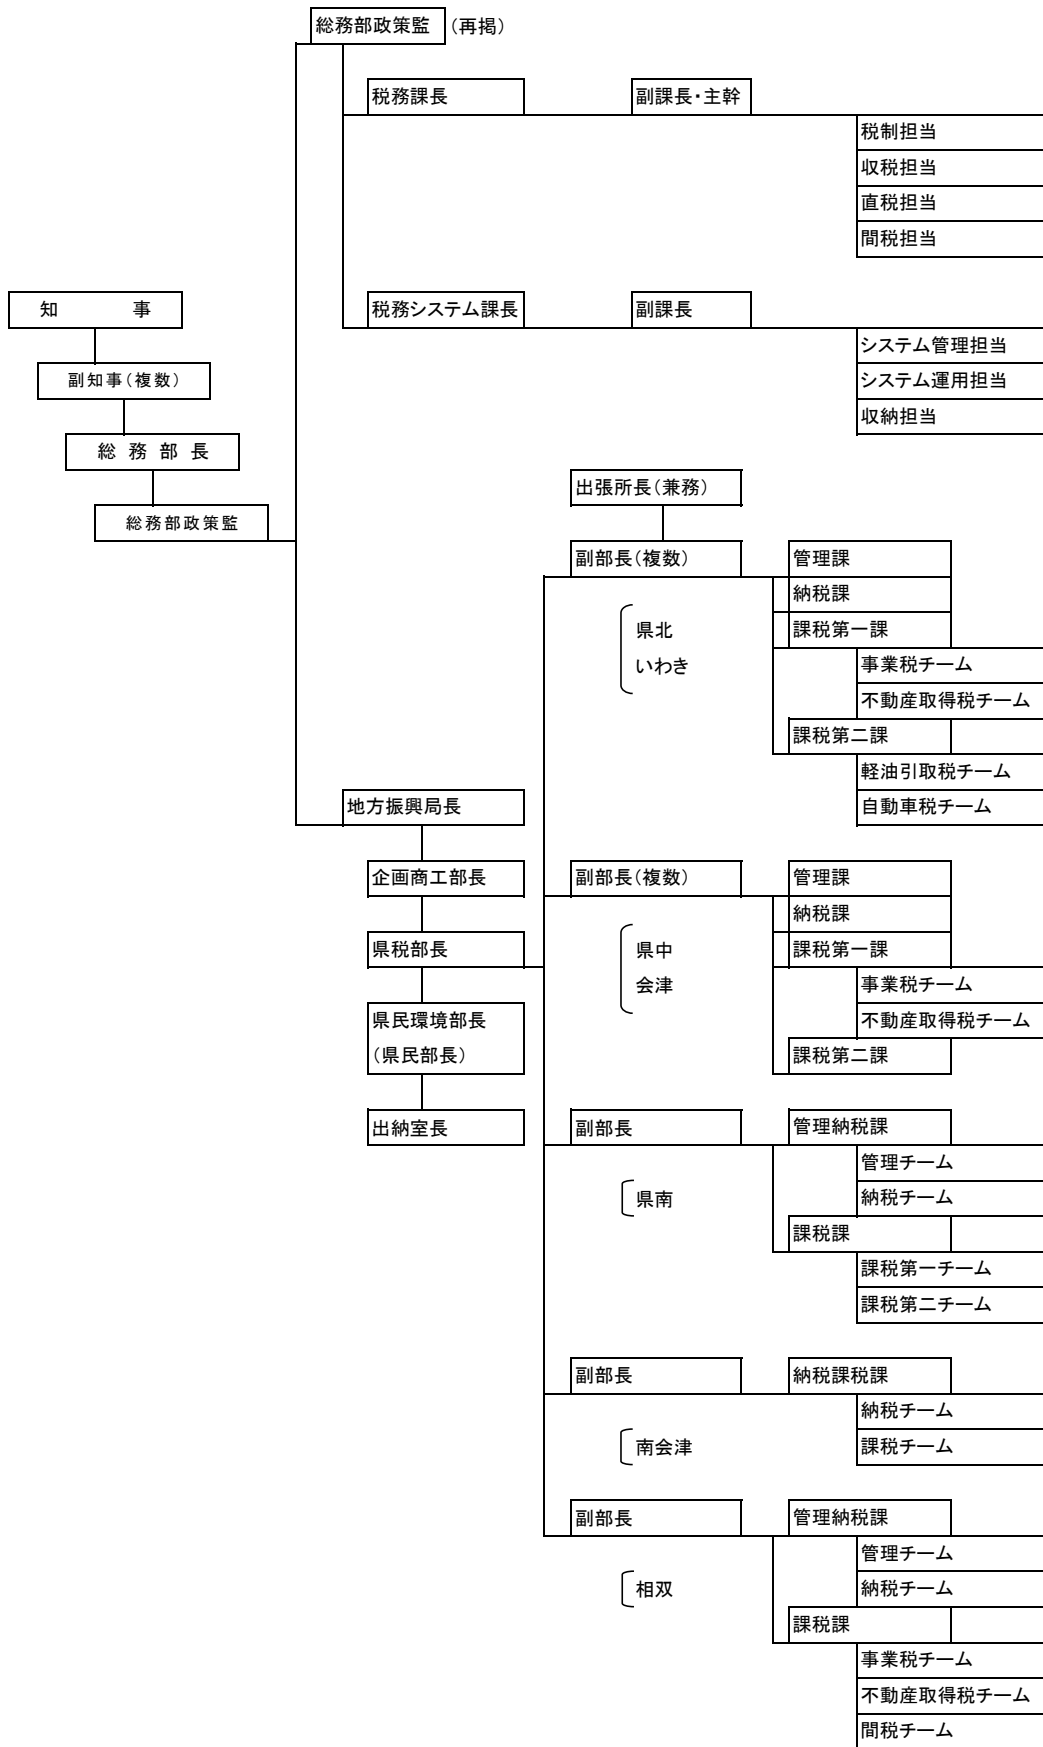 総務部政策監 (再掲)
税務課長
副課長・主幹
税制担当
収税担当
直税担当
間税担当
知 事
税務システム課長
副課長
システム管理担当
副知事(複数)
システム運用担当
収納担当
総 務 部 長
出張所長(兼務)
総務部政策監
副部長(複数)
管理課
納税課
県北
課税第一課
いわき
事業税チーム
不動産取得税チーム
課税第二課
軽油引取税チーム
地方振興局長
自動車税チーム
企画商工部長
副部長(複数)
管理課
納税課
県税部長
県中
課税第一課
会津
事業税チーム
県民環境部長
不動産取得税チーム
(県民部長)
課税第二課
出納室長
副部長
管理納税課
管理チーム
県南
納税チーム
課税課
課税第一チーム
課税第二チーム
副部長
納税課税課
納税チーム
南会津
課税チーム
副部長
管理納税課
管理チーム
相双
納税チーム
課税課
事業税チーム
不動産取得税チーム
間税チーム